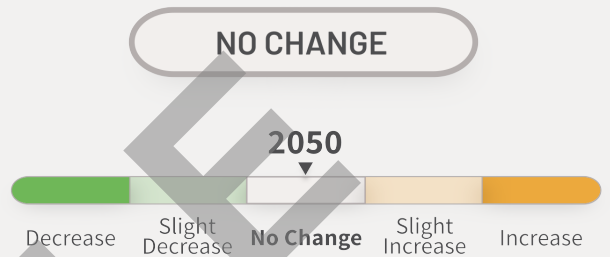 NO CHANGE
2050
Decrease
Slight
Decrease
No Change
Slight
Increase
Increase